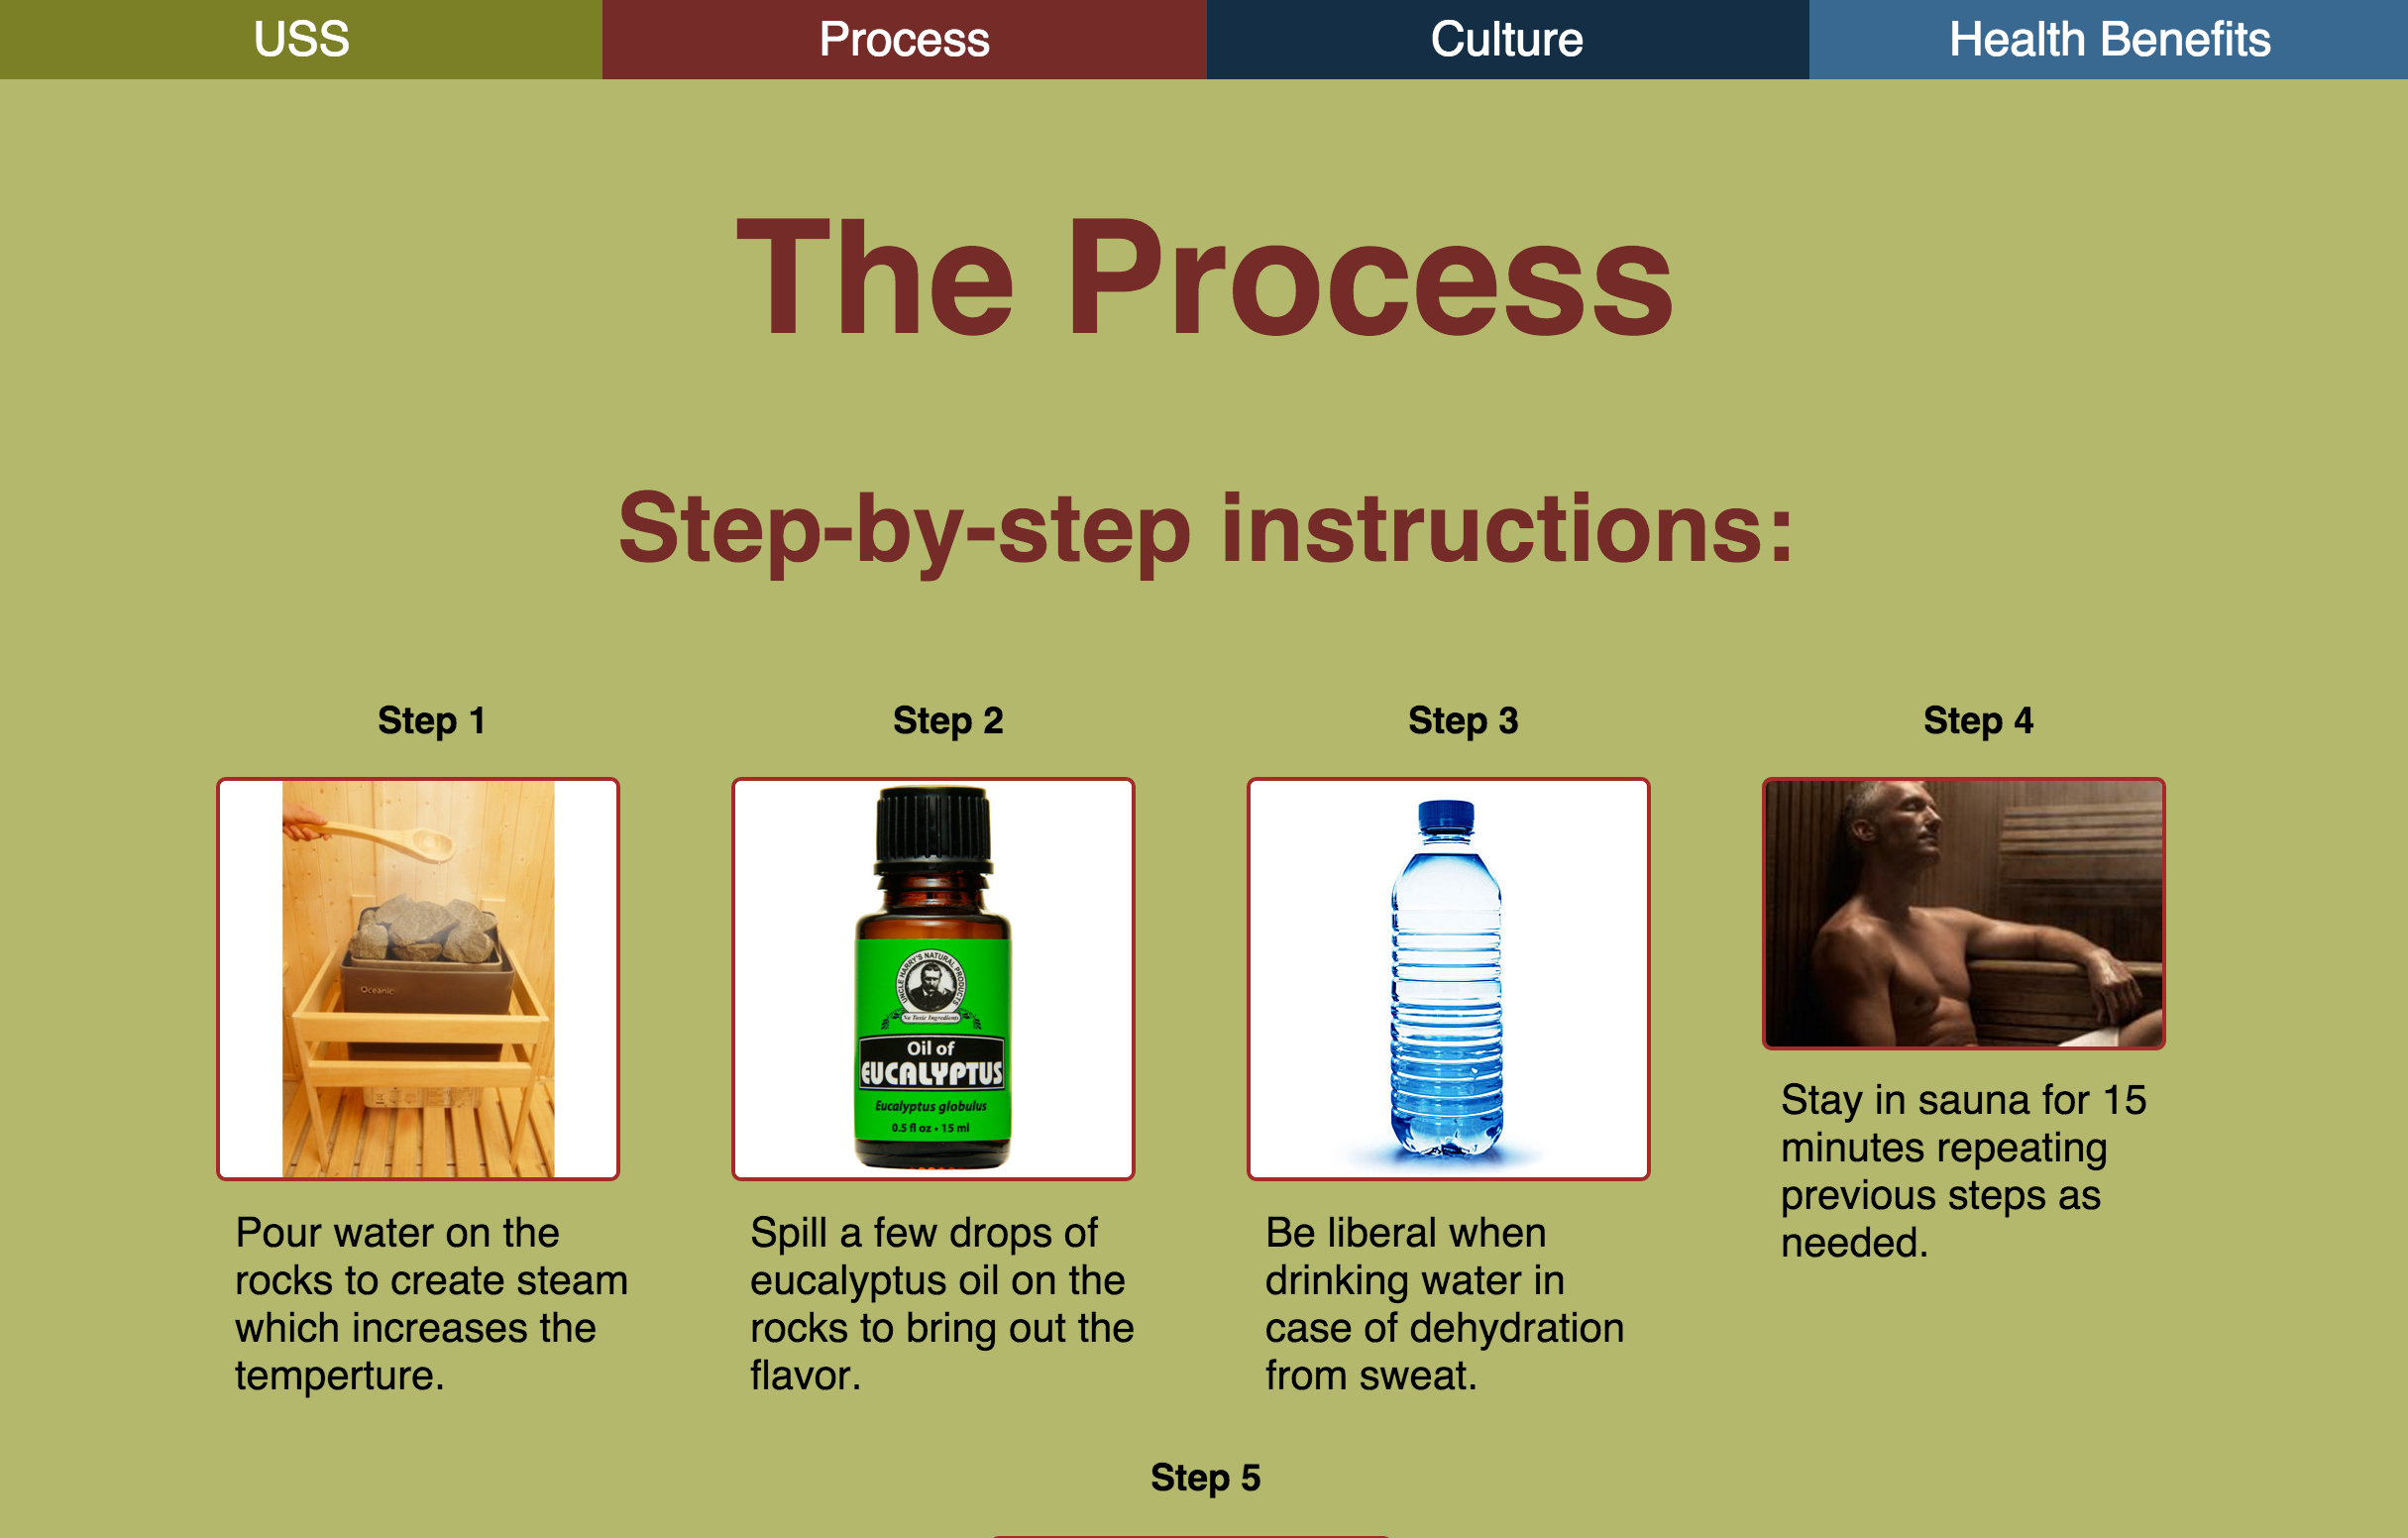 USS
Process
Culture
Health Benefits
The Process
Step-by-step instructions:
Step 1
Oceanic
Pour water on the
rocks to create steam
which increases the
temperture.
Step 2
UNCLE HARRY'S NATURAL PRODUCTS
No Toxic Ingredients
Oil of
EUCALYPTUS
Eucalyptus globulus
0.5 fl oz • 15 ml
Spill a few drops of
eucalyptus oil on the
rocks to bring out the
flavor.
Step 3
Be liberal when
drinking water in
case of dehydration
from sweat.
Step 4
Stay in sauna for 15
minutes repeating
previous steps as
needed.
Step 5